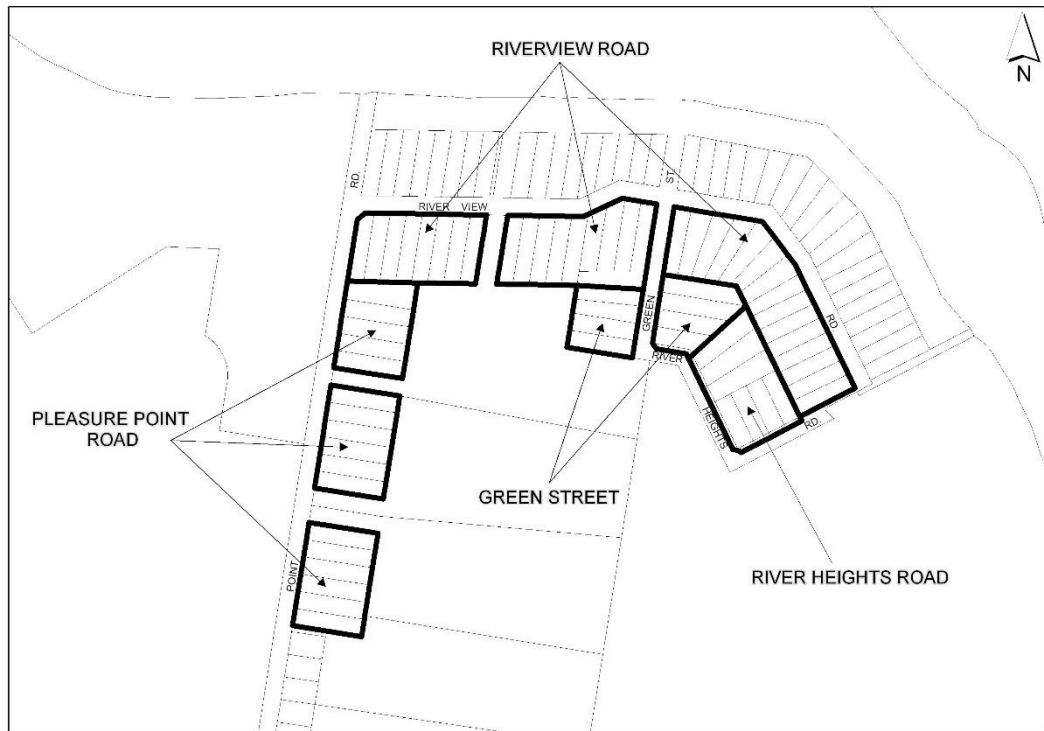 RIVERVIEW ROAD
N
RD.
ST.
RIVER VIEW
GREEN
RIVER
RD
HEIGHTS
RD.
PLEASURE POINT
ROAD
GREEN STREET
POINT
RIVER HEIGHTS ROAD